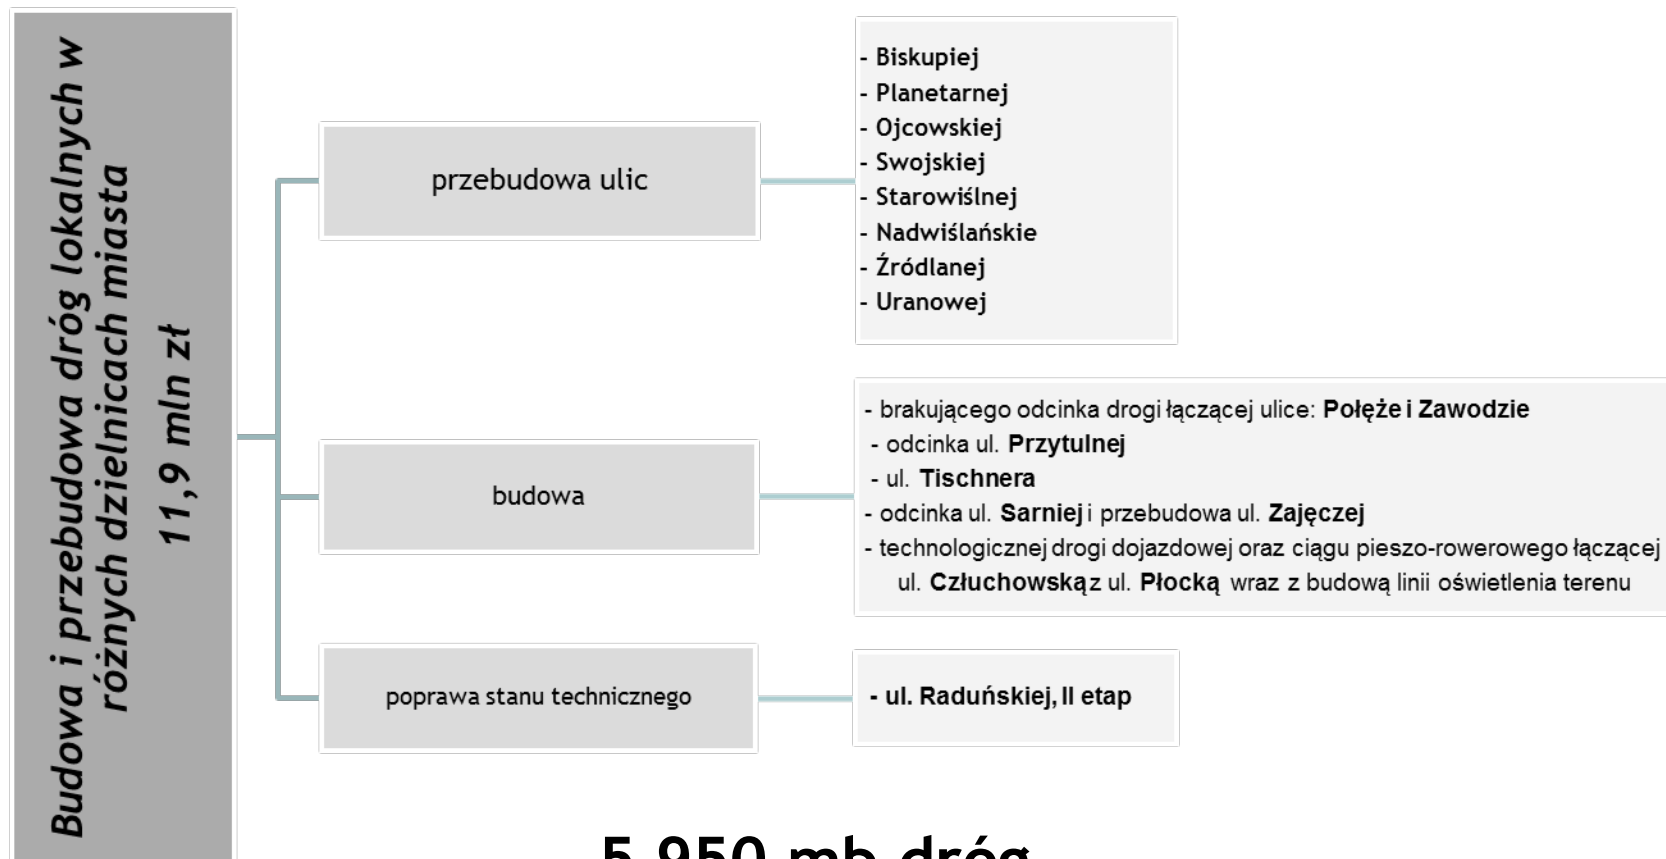 Budowa i przebudowa dróg lokalnych w
różnych dzielnicach miasta
11,9 mln zł
przebudowa ulic
- Biskupiej
- Planetarnej
- Ojcowskiej
- Swojskiej
- Starowiślnej
- Nadwiślańskie
- Źródlanej
- Uranowej
budowa
- brakującego odcinka drogi łączącej ulice: Połęże i Zawodzie
- odcinka ul. Przytulnej
- ul. Tischnera
- odcinka ul. Sarniej i przebudowa ul. Zajęczej
- technologicznej drogi dojazdowej oraz ciągu pieszo-rowerowego łączącej
ul. Człuchowską z ul. Płocką wraz z budową linii oświetlenia terenu
poprawa stanu technicznego
- ul. Raduńskiej, II etap
5 950 mb dróg